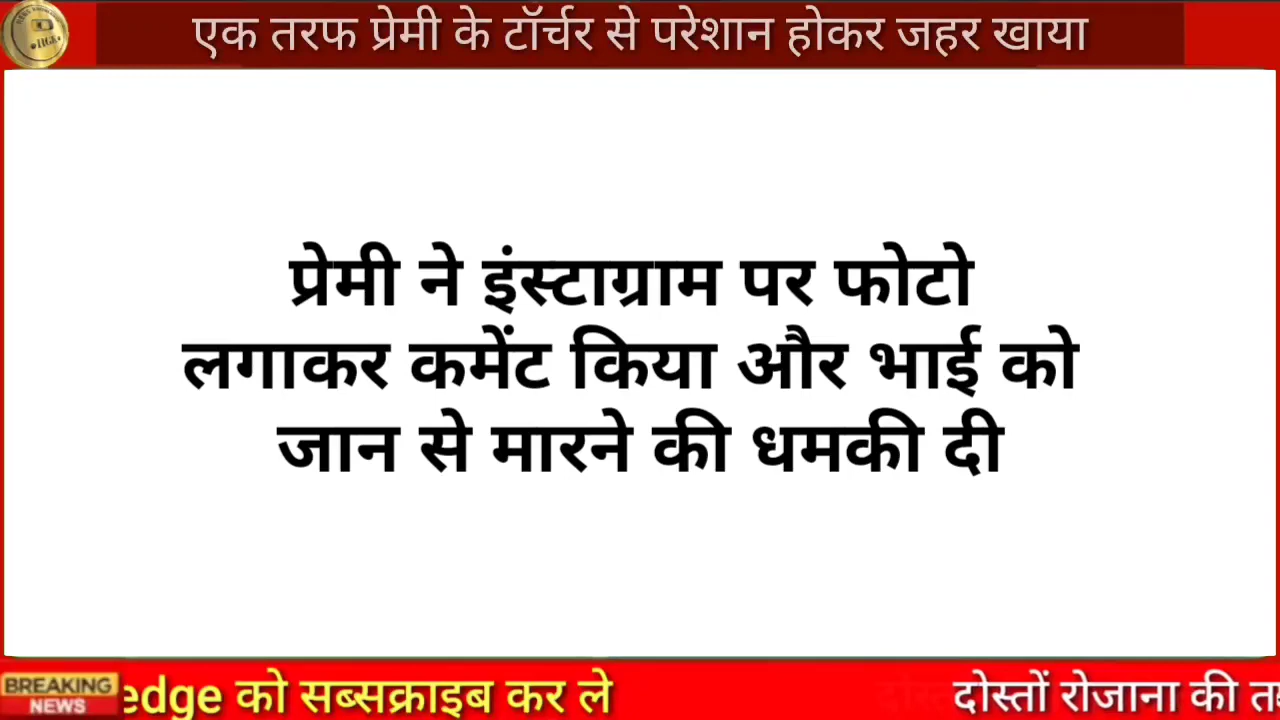 एक तरफ प्रेमी के टॉर्चर से परेशान होकर जहर खाया
प्रेमी ने इंस्टाग्राम पर फोटो
लगाकर कमेंट किया और भाई को
जान से मारने की धमकी दी
BREAKING
NEWS
edge को सब्सक्राइब कर ले
दोस्तों रोजाना की